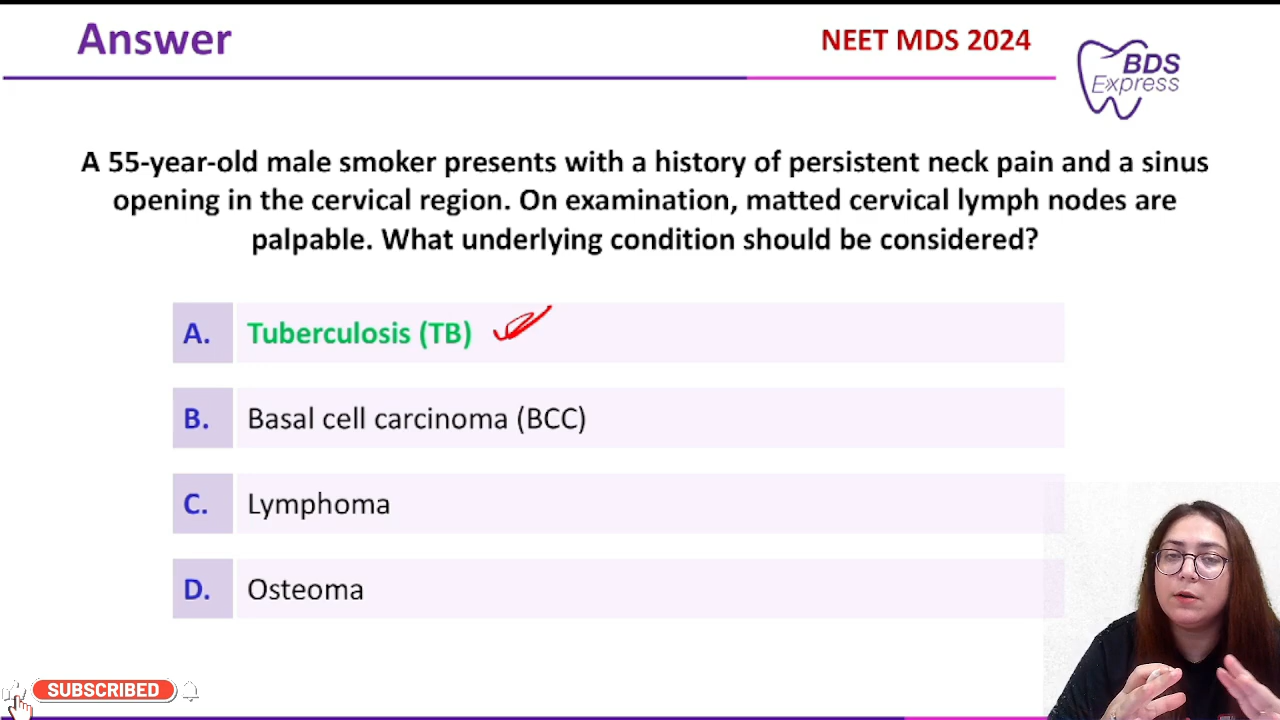 Answer
NEET MDS 2024
BDS
Express
A 55-year-old male smoker presents with a history of persistent neck pain and a sinus
opening in the cervical region. On examination, matted cervical lymph nodes are
palpable. What underlying condition should be considered?
A. Tuberculosis (TB)
B. Basal cell carcinoma (BCC)
C. Lymphoma
D. Osteoma
SUBSCRIBED